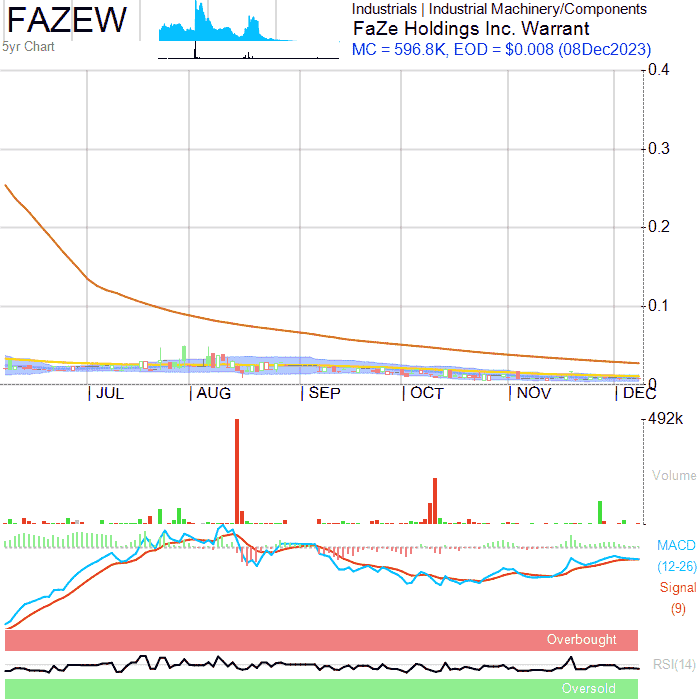 FAZEW
5yr Chart
Industrials | Industrial Machinery/Components
FaZe Holdings Inc. Warrant
MC = 596.8K, EOD = $0.008 (08Dec2023)
0.4
0.3
0.2
0.1
0
JUL AUG SEP OCT NOV DEC
492k
Volume
MACD
(12-26)
Signal
(9)
Overbought
RSI(14)
Oversold